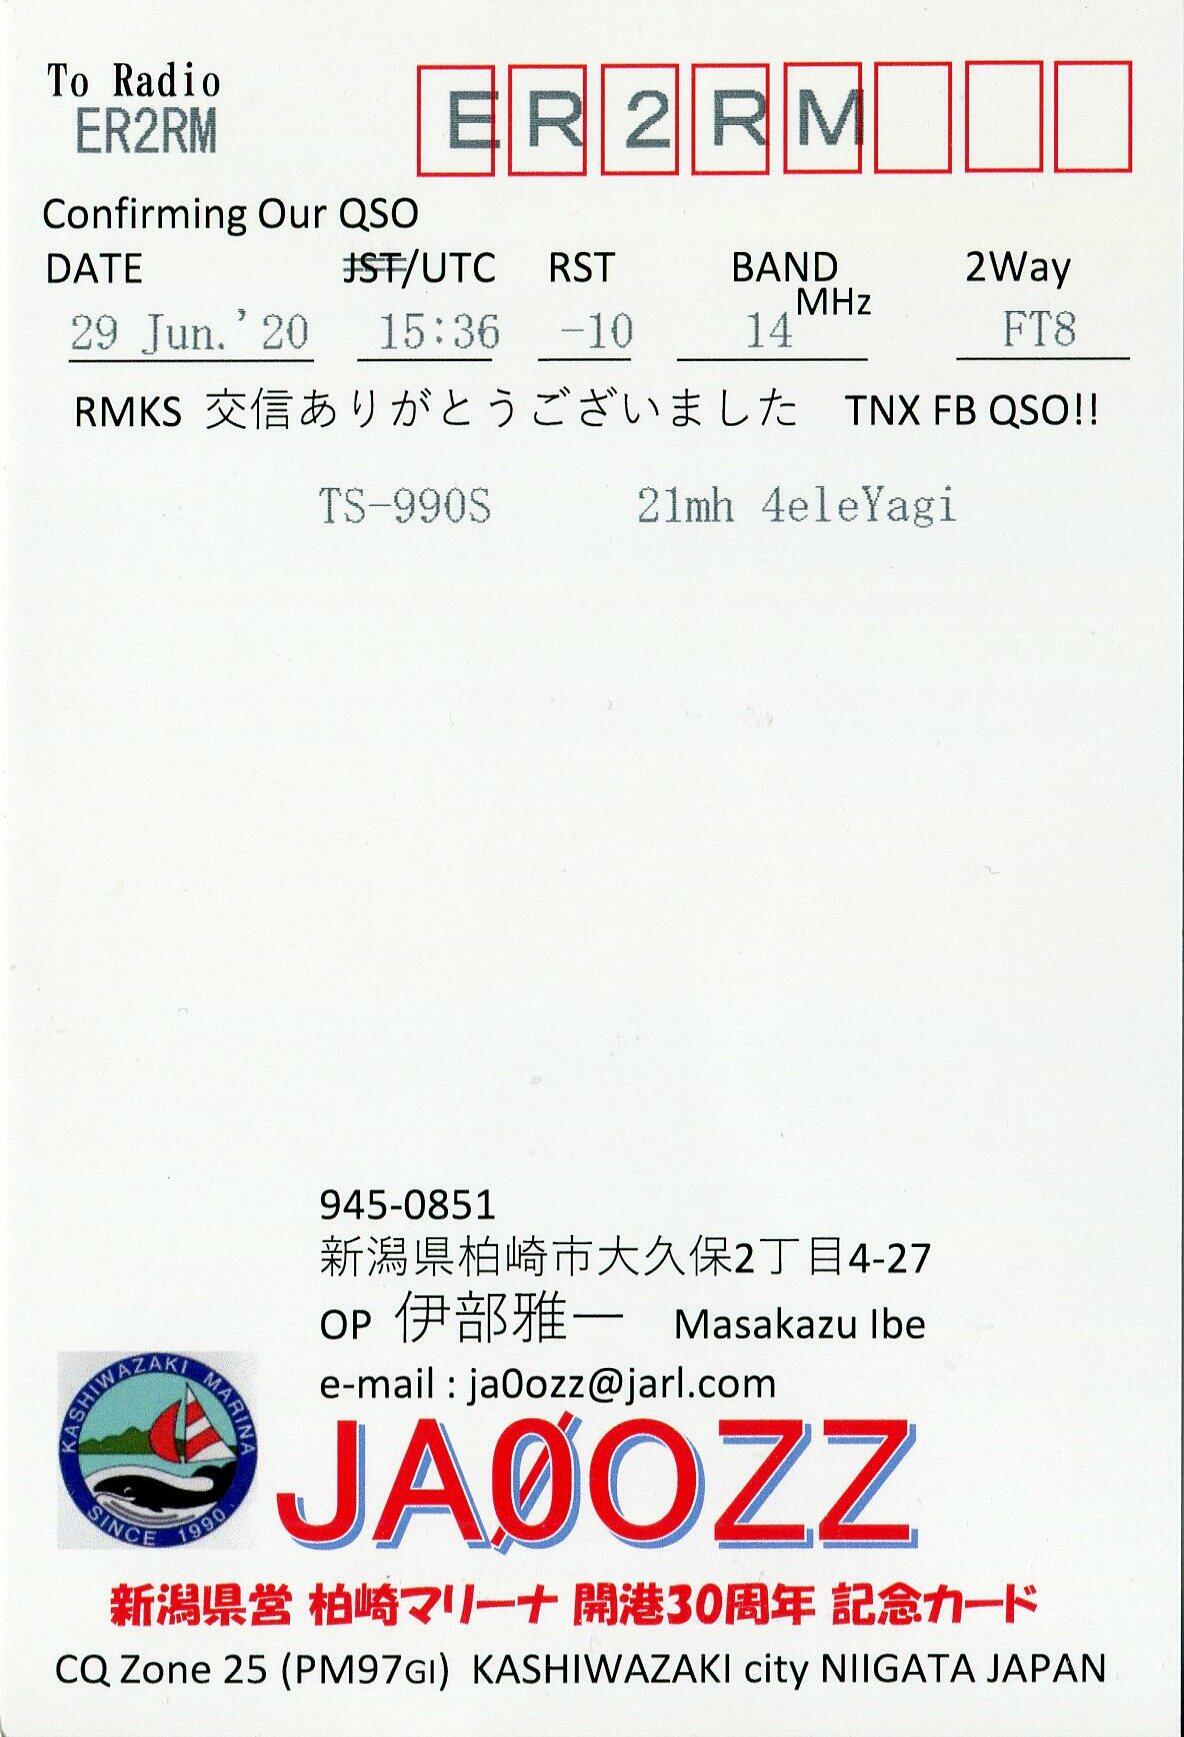 To Radio
ER2RM
ER2RM
Confirming Our QSO
DATE JST/UTC RST BAND 2Way
MHz
29 Jun.'20 15:36 -10 14 FT8
RMKS 交信ありがとうございました TNX FB QSO!!
TS-990S 21mh 4eleYagi
945-0851
新潟県柏崎市大久保2丁目4-27
OP 伊部雅一 Masakazu Ibe
e-mail : ja0ozz@jarl.com
KASHIWAZAKI MARINA
SINCE 1990.
JA0OZZ
新潟県営 柏崎マリーナ 開港30周年 記念カード
CQ Zone 25 (PM97GI) KASHIWAZAKI city NIIGATA JAPAN